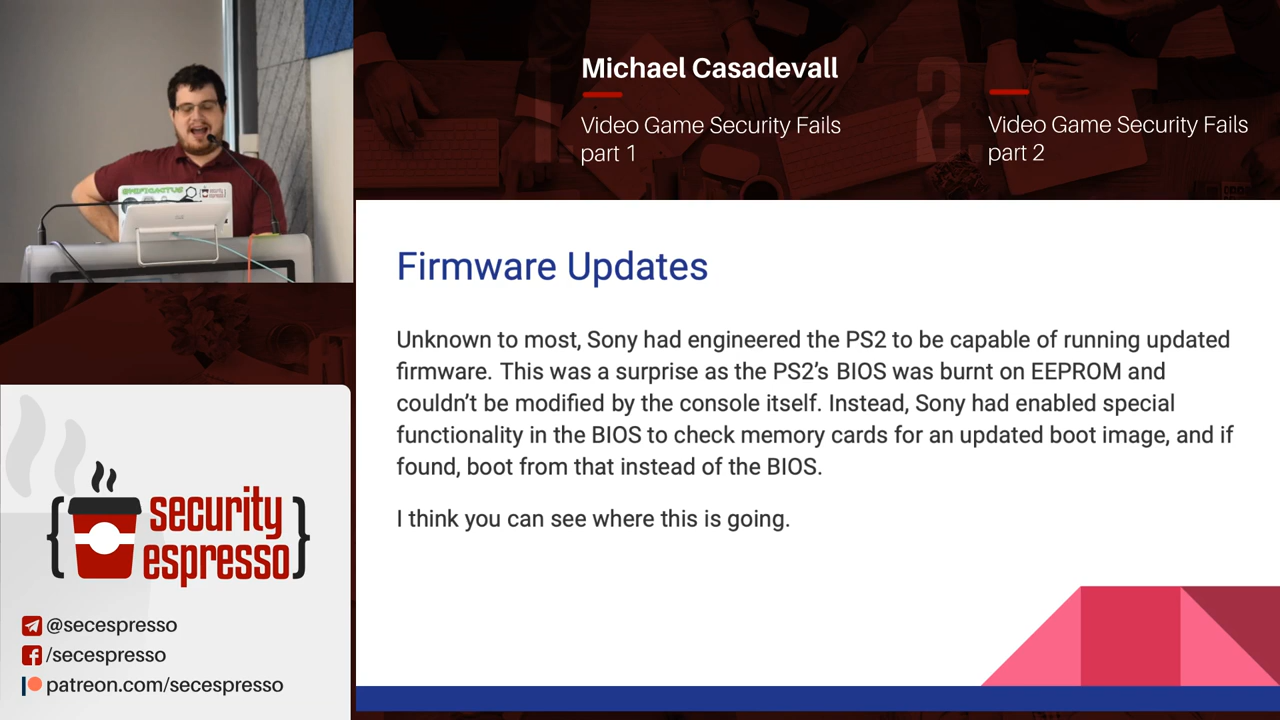 Michael Casadevall
1.
Video Game Security Fails
part 1
2.
Video Game Security Fails
part 2
Firmware Updates
Unknown to most, Sony had engineered the PS2 to be capable of running updated
firmware. This was a surprise as the PS2’s BIOS was burnt on EEPROM and
couldn’t be modified by the console itself. Instead, Sony had enabled special
functionality in the BIOS to check memory cards for an updated boot image, and if
found, boot from that instead of the BIOS.
I think you can see where this is going.
security
espresso
@secespresso
/secespresso
patreon.com/secespresso